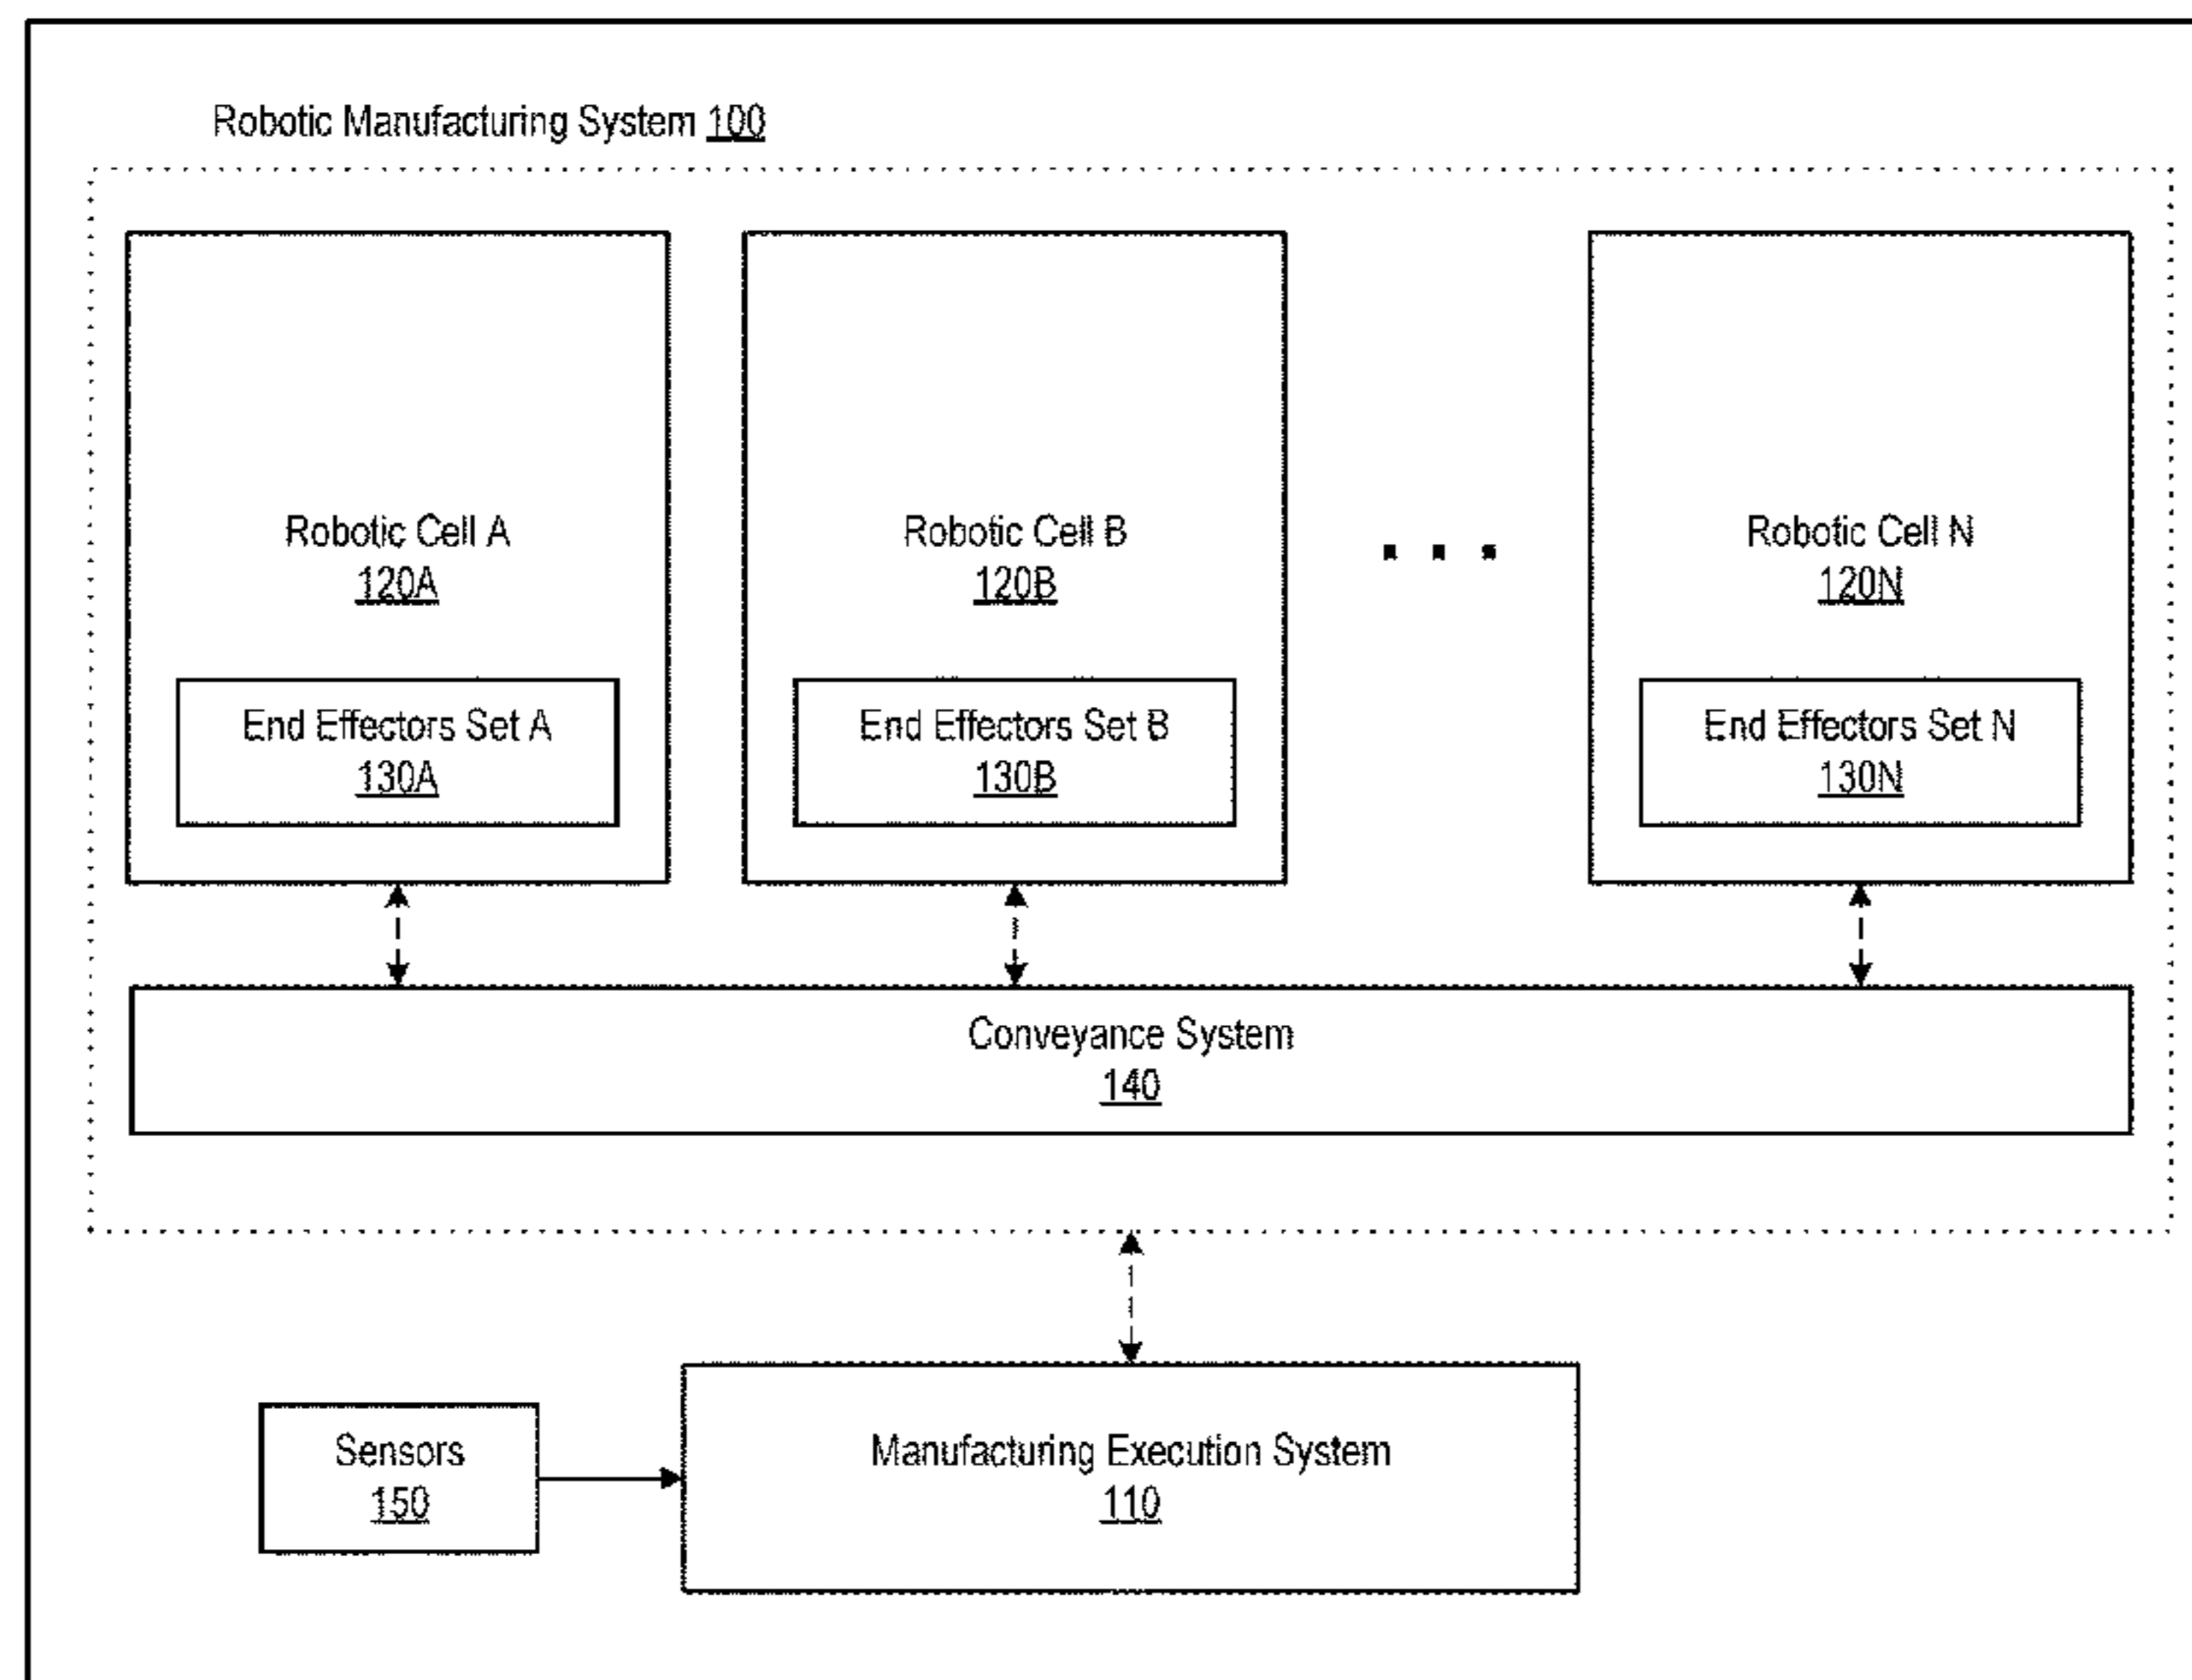 Robotic Manufacturing System 100
Robotic Cell A
120A
End Effectors Set A
130A
Robotic Cell B
120B
End Effectors Set B
130B
. . .
Robotic Cell N
120N
End Effectors Set N
130N
Conveyance System
140
Sensors
150
Manufacturing Execution System
110